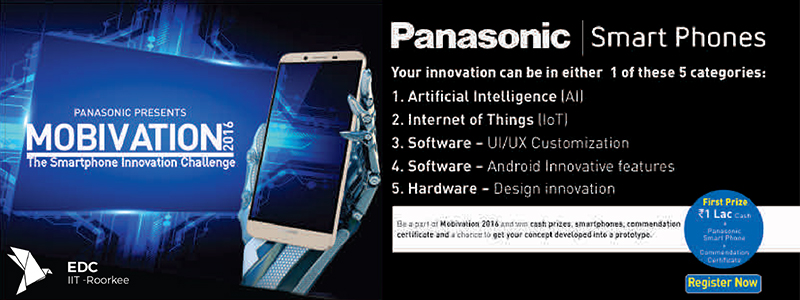 PANASONIC PRESENTS
MOBIVATION 2016
The Smartphone Innovation Challenge
EDC
IIT -Roorkee
Panasonic | Smart Phones
Your innovation can be in either 1 of these 5 categories:
1. Artificial Intelligence (AI)
2. Internet of Things (IoT)
3. Software – UI/UX Customization
4. Software – Android Innovative features
5. Hardware – Design innovation
Be a part of Mobivation 2016 and win cash prizes, smartphones, commendation
certificate and a chance to get your concept developed into a prototype.
First Prize
₹1 Lac Cash
+
Panasonic
Smart Phone
+
Commendation
Certificate
Register Now